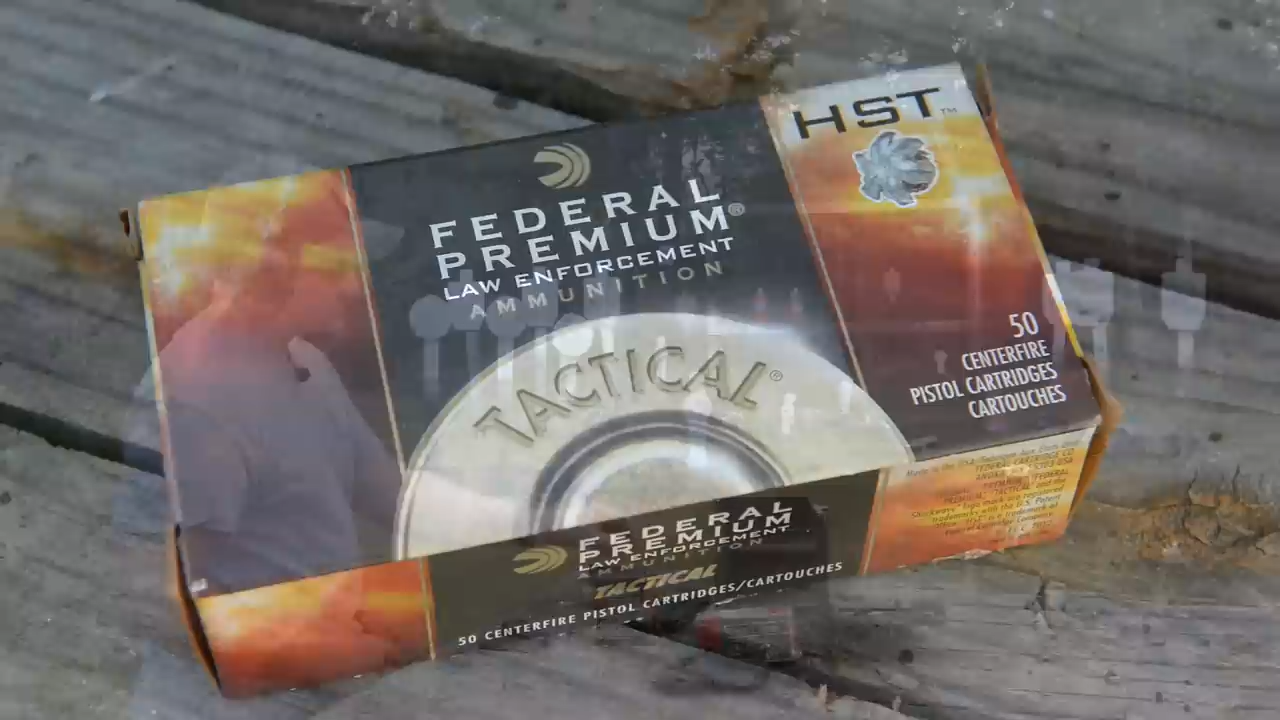 HST™
FEDERAL
PREMIUM®
LAW ENFORCEMENT
AMMUNITION
TACTICAL®
50
CENTERFIRE
PISTOL CARTRIDGES
CARTOUCHES
FEDERAL
PREMIUM
LAW ENFORCEMENT
AMMUNITION
TACTICAL
50 CENTERFIRE PISTOL CARTRIDGES/CARTOUCHES